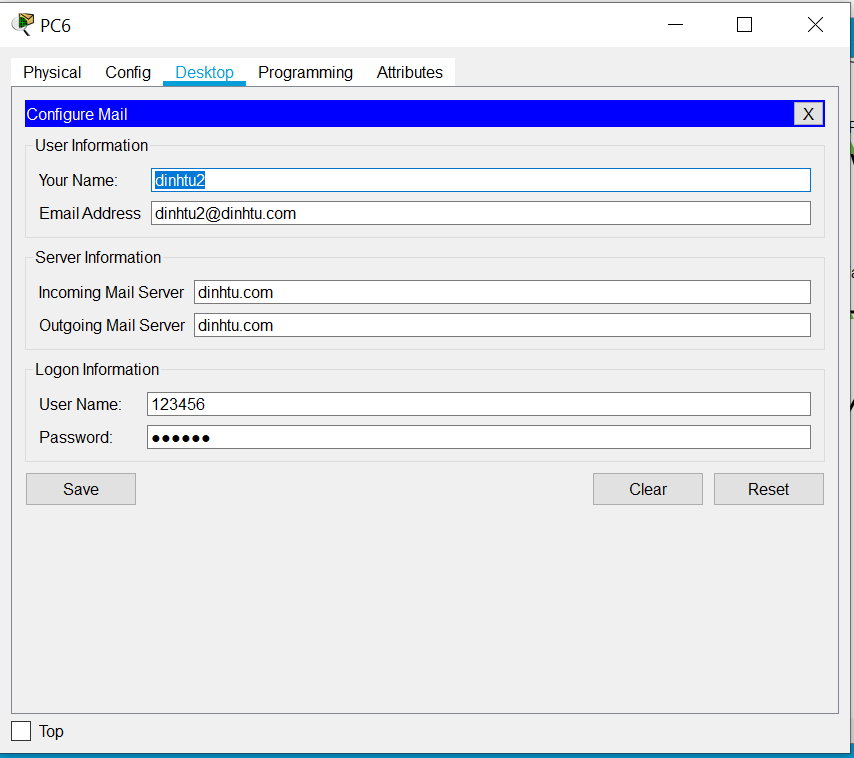 PC6
Physical Config Desktop Programming Attributes
Configure Mail X
User Information
Your Name: dinhtu2
Email Address dinhtu2@dinhtu.com
Server Information
Incoming Mail Server dinhtu.com
Outgoing Mail Server dinhtu.com
Logon Information
User Name: 123456
Password: ●●●●●●
Save Clear Reset
Top